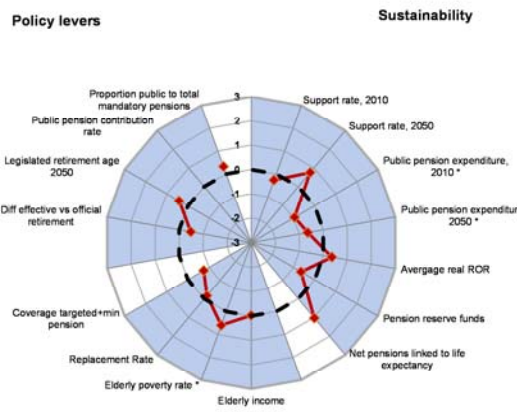 Policy levers
Sustainability
Proportion public to total
mandatory pensions
Public pension contribution
rate
Legislated retirement age
2050
Diff effective vs official
retirement
Coverage targeted+min
pension
Replacement Rate
Elderly poverty rate *
Elderly income
3
2
1
0
-1
-2
-3
Support rate, 2010
Support rate, 2050
Public pension expenditure,
2010 *
Public pension expenditur
2050 *
Avergage real ROR
Pension reserve funds
Net pensions linked to life
expectancy